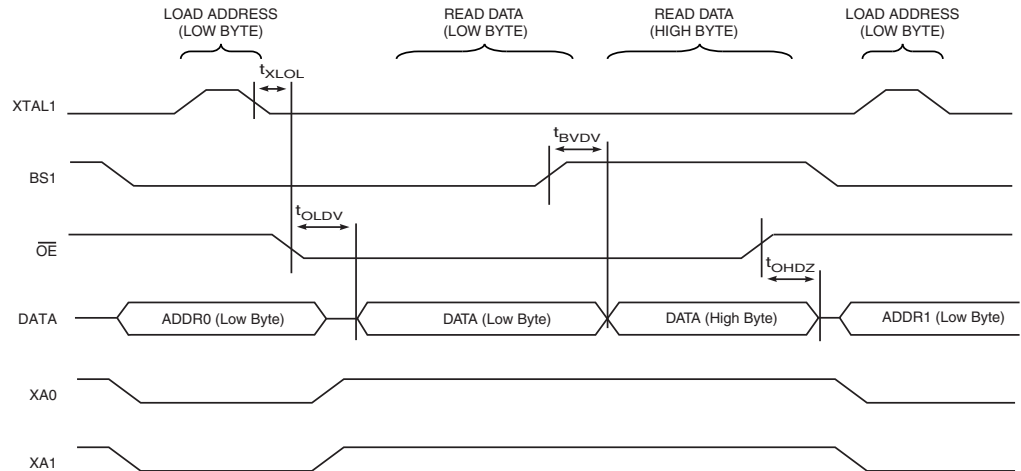 LOAD ADDRESS
(LOW BYTE)
READ DATA
(LOW BYTE)
READ DATA
(HIGH BYTE)
LOAD ADDRESS
(LOW BYTE)
tXLOL
XTAL1
tBVDV
BS1
tOLDV
OE
tOHDZ
DATA
ADDR0 (Low Byte)
DATA (Low Byte)
DATA (High Byte)
ADDR1 (Low Byte)
XA0
XA1